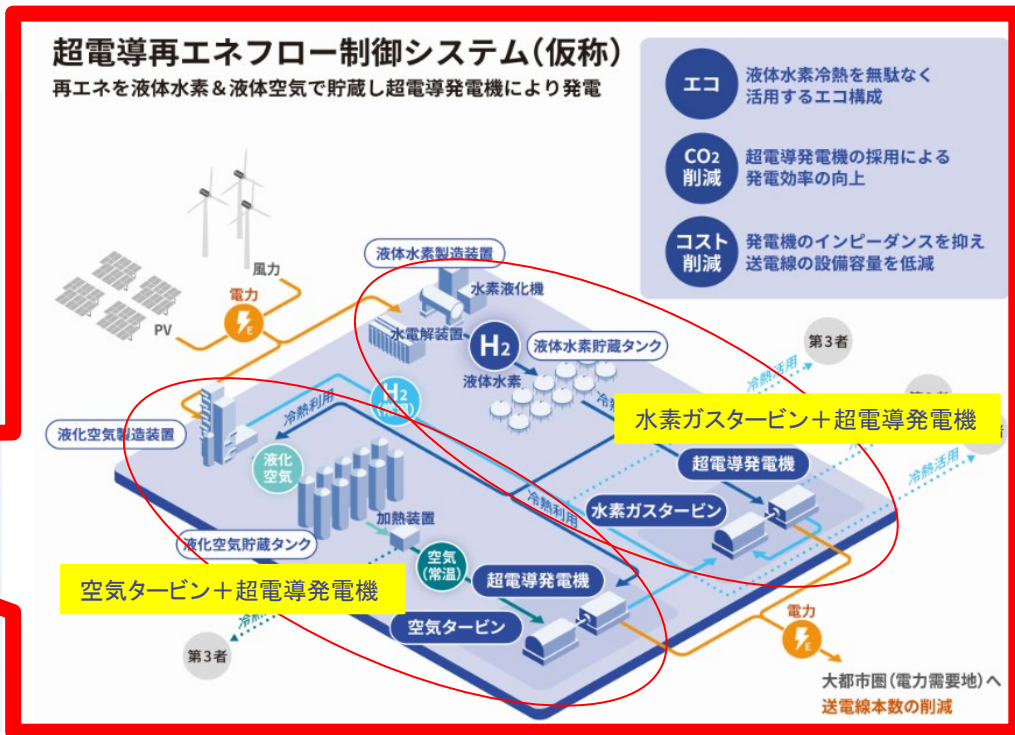 超電導再エネフロー制御システム(仮称)
再エネを液体水素&液体空気で貯蔵し超電導発電機により発電
エコ
液体水素冷熱を無駄なく
活用するエコ構成
CO2
削減
超電導発電機の採用による
発電効率の向上
コスト
削減
発電機のインピーダンスを抑え
送電線の設備容量を低減
風力
電力
E
PV
液体水素製造装置
水素液化機
水電解装置
H2
液体水素
液体水素貯蔵タンク
第3者
冷熱活用
水素ガスタービン+超電導発電機
者
冷熱活用
液化空気製造装置
冷熱利用
H2
(常温)
液化
空気
超電導発電機
水素ガスタービン
冷熱利用
加熱装置
液化空気貯蔵タンク
空気
(常温)
超電導発電機
空気タービン+超電導発電機
空気タービン
第3者
電力
E
大都市圏(電力需要地)へ
送電線本数の削減